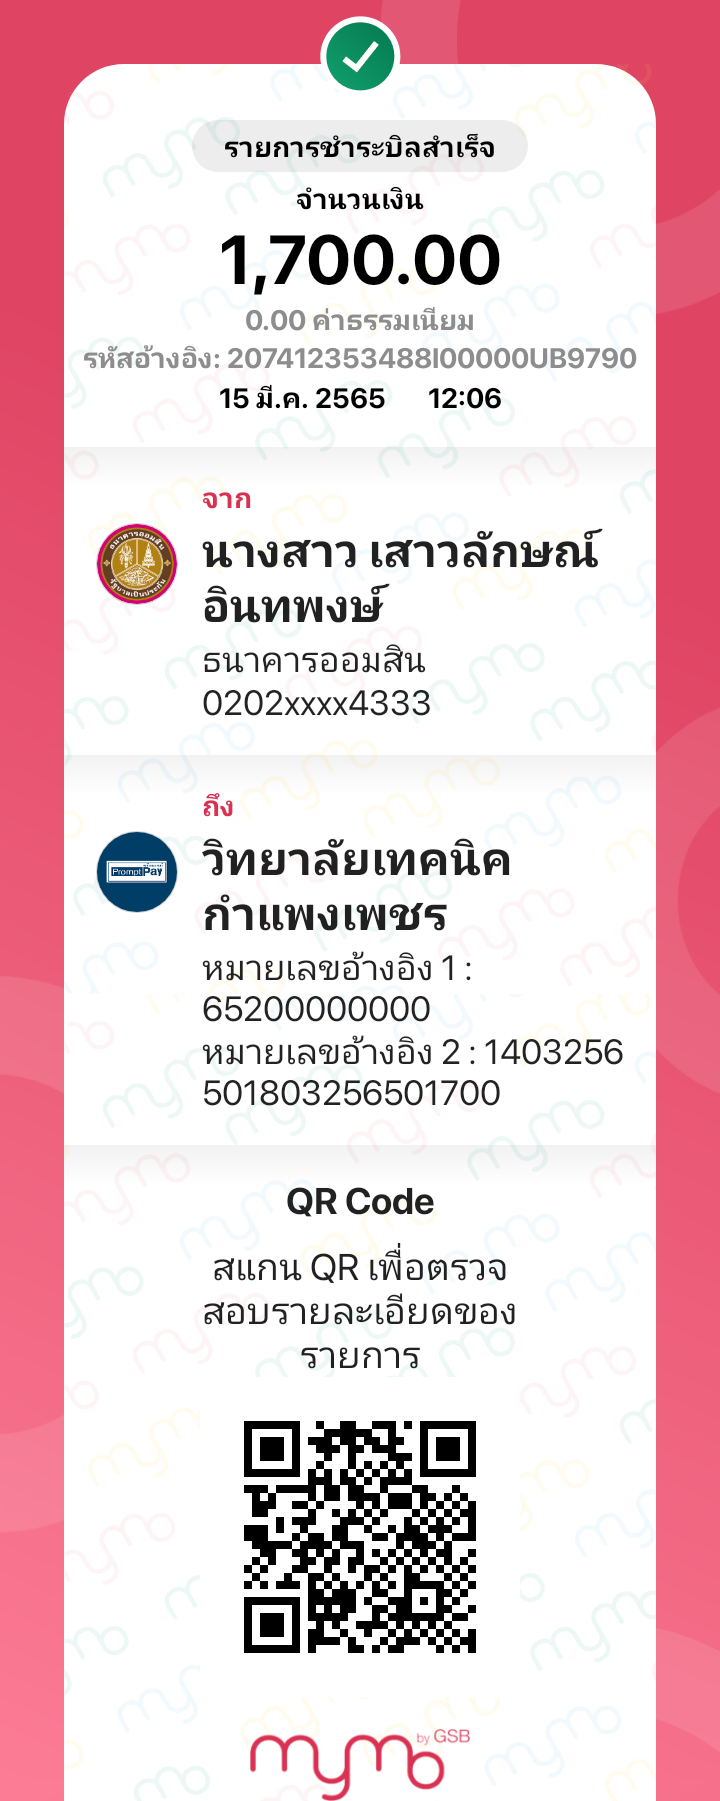 รายการชำระบิลสำเร็จ
จำนวนเงิน
1,700.00
0.00 ค่าธรรมเนียม
รหัสอ้างอิง: 207412353488I00000UB9790
15 มี.ค. 2565 12:06
จาก
นางสาว เสาวลักษณ์
อินทพงษ์
ธนาคารออมสิน
0202xxxx4333
ถึง
PromptPay
วิทยาลัยเทคนิค
กำแพงเพชร
หมายเลขอ้างอิง 1 :
65200000000
หมายเลขอ้างอิง 2 : 1403256
501803256501700
QR Code
สแกน QR เพื่อตรวจ
สอบรายละเอียดของ
รายการ
mymo by GSB